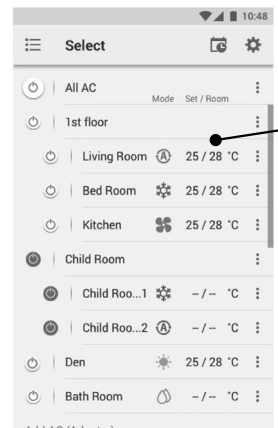 10:48
Select
All AC
Mode Set / Room
1st floor
Living Room A 25 / 28 °C
Bed Room 25 / 28 °C
Kitchen 25 / 28 °C
Child Room
Child Roo...1 -- / -- °C
Child Roo...2 A -- / -- °C
Den 25 / 28 °C
Bath Room -- / -- °C